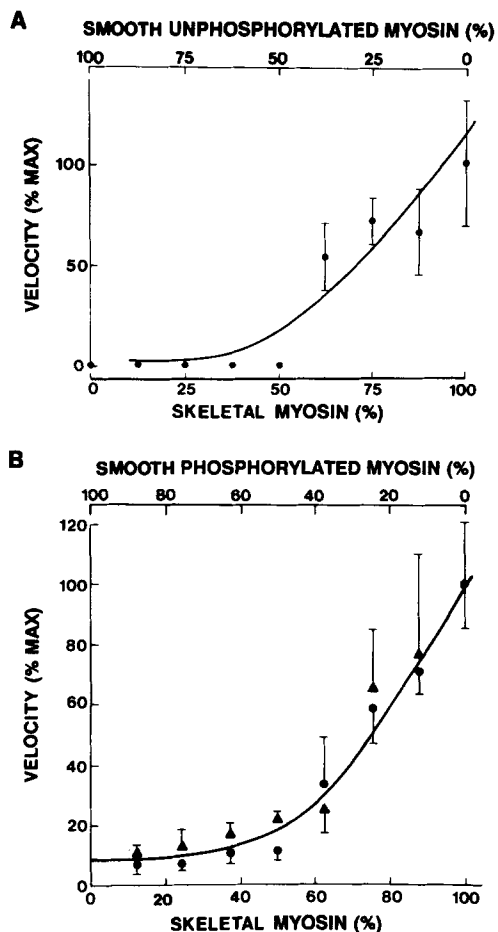 A
SMOOTH UNPHOSPHORYLATED MYOSIN (%)
100 75 50 25 0
VELOCITY (% MAX)
100
50
0
0 25 50 75 100
SKELETAL MYOSIN (%)
B
SMOOTH PHOSPHORYLATED MYOSIN (%)
100 80 60 40 20 0
VELOCITY (% MAX)
120
100
80
60
40
20
0
0 20 40 60 80 100
SKELETAL MYOSIN (%)